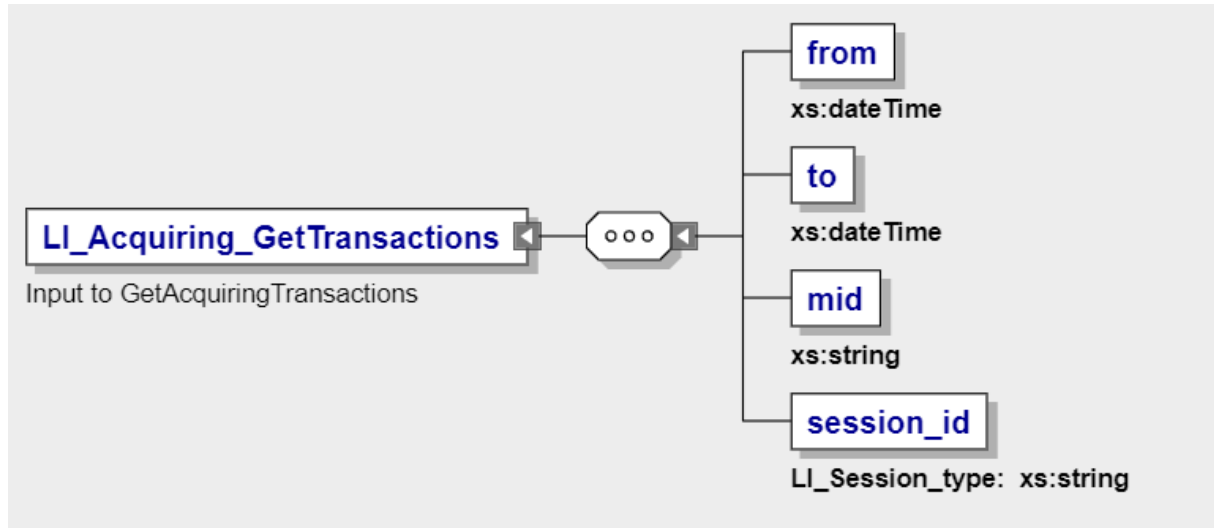 from
xs:dateTime
to
xs:dateTime
LI_Acquiring_GetTransactions
Input to GetAcquiringTransactions
mid
xs:string
session_id
LI_Session_type: xs:string